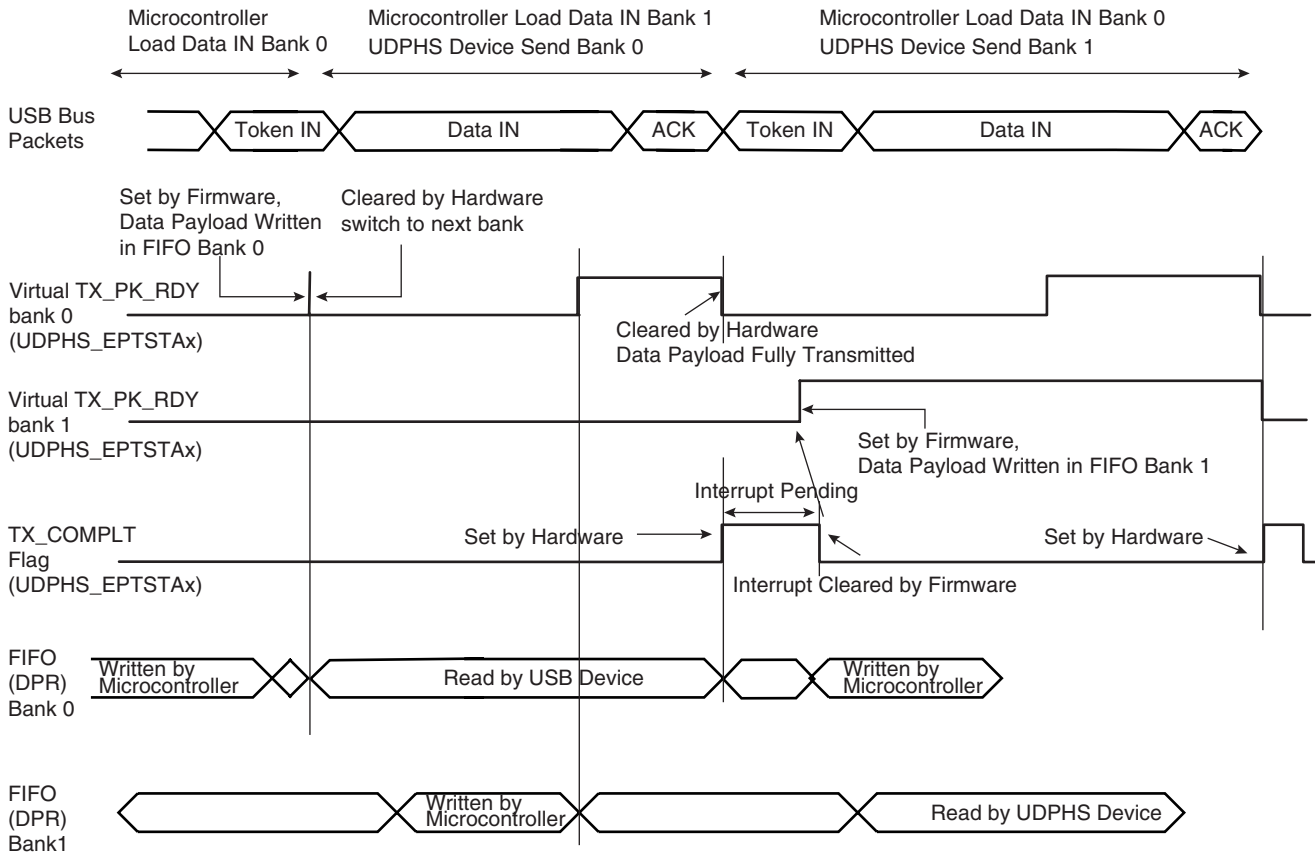 Microcontroller
Load Data IN Bank 0
Microcontroller Load Data IN Bank 1
UDPHS Device Send Bank 0
Microcontroller Load Data IN Bank 0
UDPHS Device Send Bank 1
USB Bus
Packets
Token IN
Data IN
ACK
Token IN
Data IN
ACK
Set by Firmware,
Data Payload Written
in FIFO Bank 0
Cleared by Hardware
switch to next bank
Virtual TX_PK_RDY
bank 0
(UDPHS_EPTSTAx)
Cleared by Hardware
Data Payload Fully Transmitted
Virtual TX_PK_RDY
bank 1
(UDPHS_EPTSTAx)
Set by Firmware,
Data Payload Written in FIFO Bank 1
Interrupt Pending
TX_COMPLT
Flag
(UDPHS_EPTSTAx)
Set by Hardware
Set by Hardware
Interrupt Cleared by Firmware
FIFO
(DPR)
Bank 0
Written by
Microcontroller
Read by USB Device
Written by
Microcontroller
FIFO
(DPR)
Bank1
Written by
Microcontroller
Read by UDPHS Device